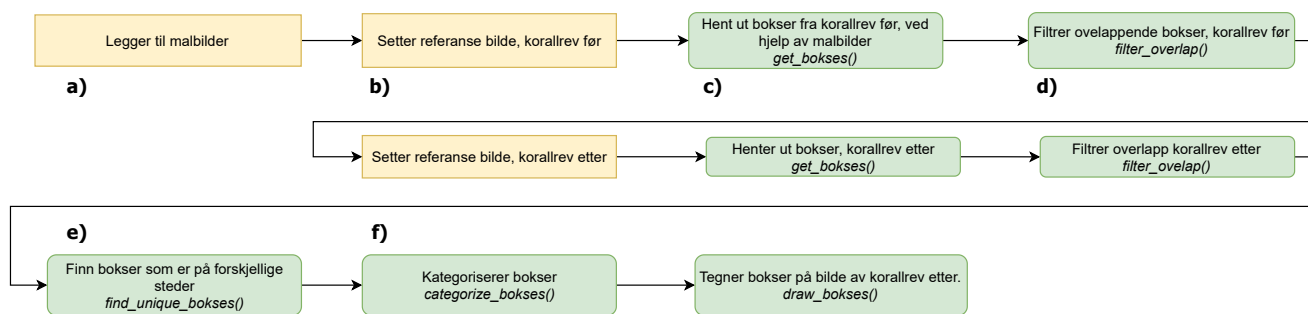 Legger til malbilder
Setter referanse bilde, korallrev før
Hent ut bokser fra korallrev før, ved
hjelp av malbilder
get_bokses()
Filtrer ovelappende bokser, korallrev før
filter_overlap()
a)
b)
c)
d)
Setter referanse bilde, korallrev etter
Henter ut bokser, korallrev etter
get_bokses()
Filtrer overlapp korallrev etter
filter_ovelap()
e)
f)
Finn bokser som er på forskjellige
steder
find_unique_bokses()
Kategoriserer bokser
categorize_bokses()
Tegner bokser på bilde av korallrev etter.
draw_bokses()